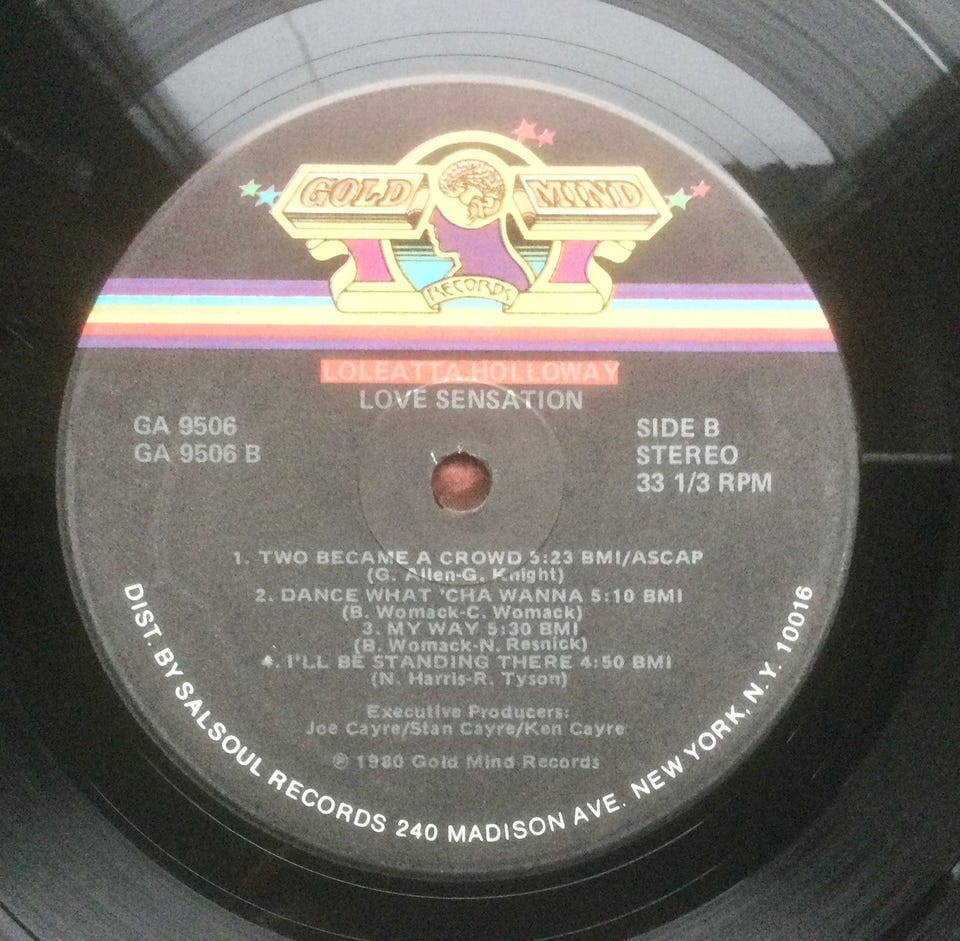 GOLD MIND
RECORDS
LOLEATTA HOLLOWAY
LOVE SENSATION
GA 9506
GA 9506 B
SIDE B
STEREO
33 1/3 RPM
1. TWO BECAME A CROWD 5:23 BMI/ASCAP
(G. Allen-G. Knight)
2. DANCE WHAT 'CHA WANNA 5:10 BMI
(B. Womack-C. Womack)
3. MY WAY 5:30 BMI
(B. Womack-N. Resnick)
4. I'LL BE STANDING THERE 4:50 BMI
(N. Harris-R. Tyson)
Executive Producers:
Joe Cayre/Stan Cayre/Ken Cayre
℗ 1980 Gold Mind Records
DIST. BY SALSOUL RECORDS 240 MADISON AVE. NEW YORK, N.Y. 10016